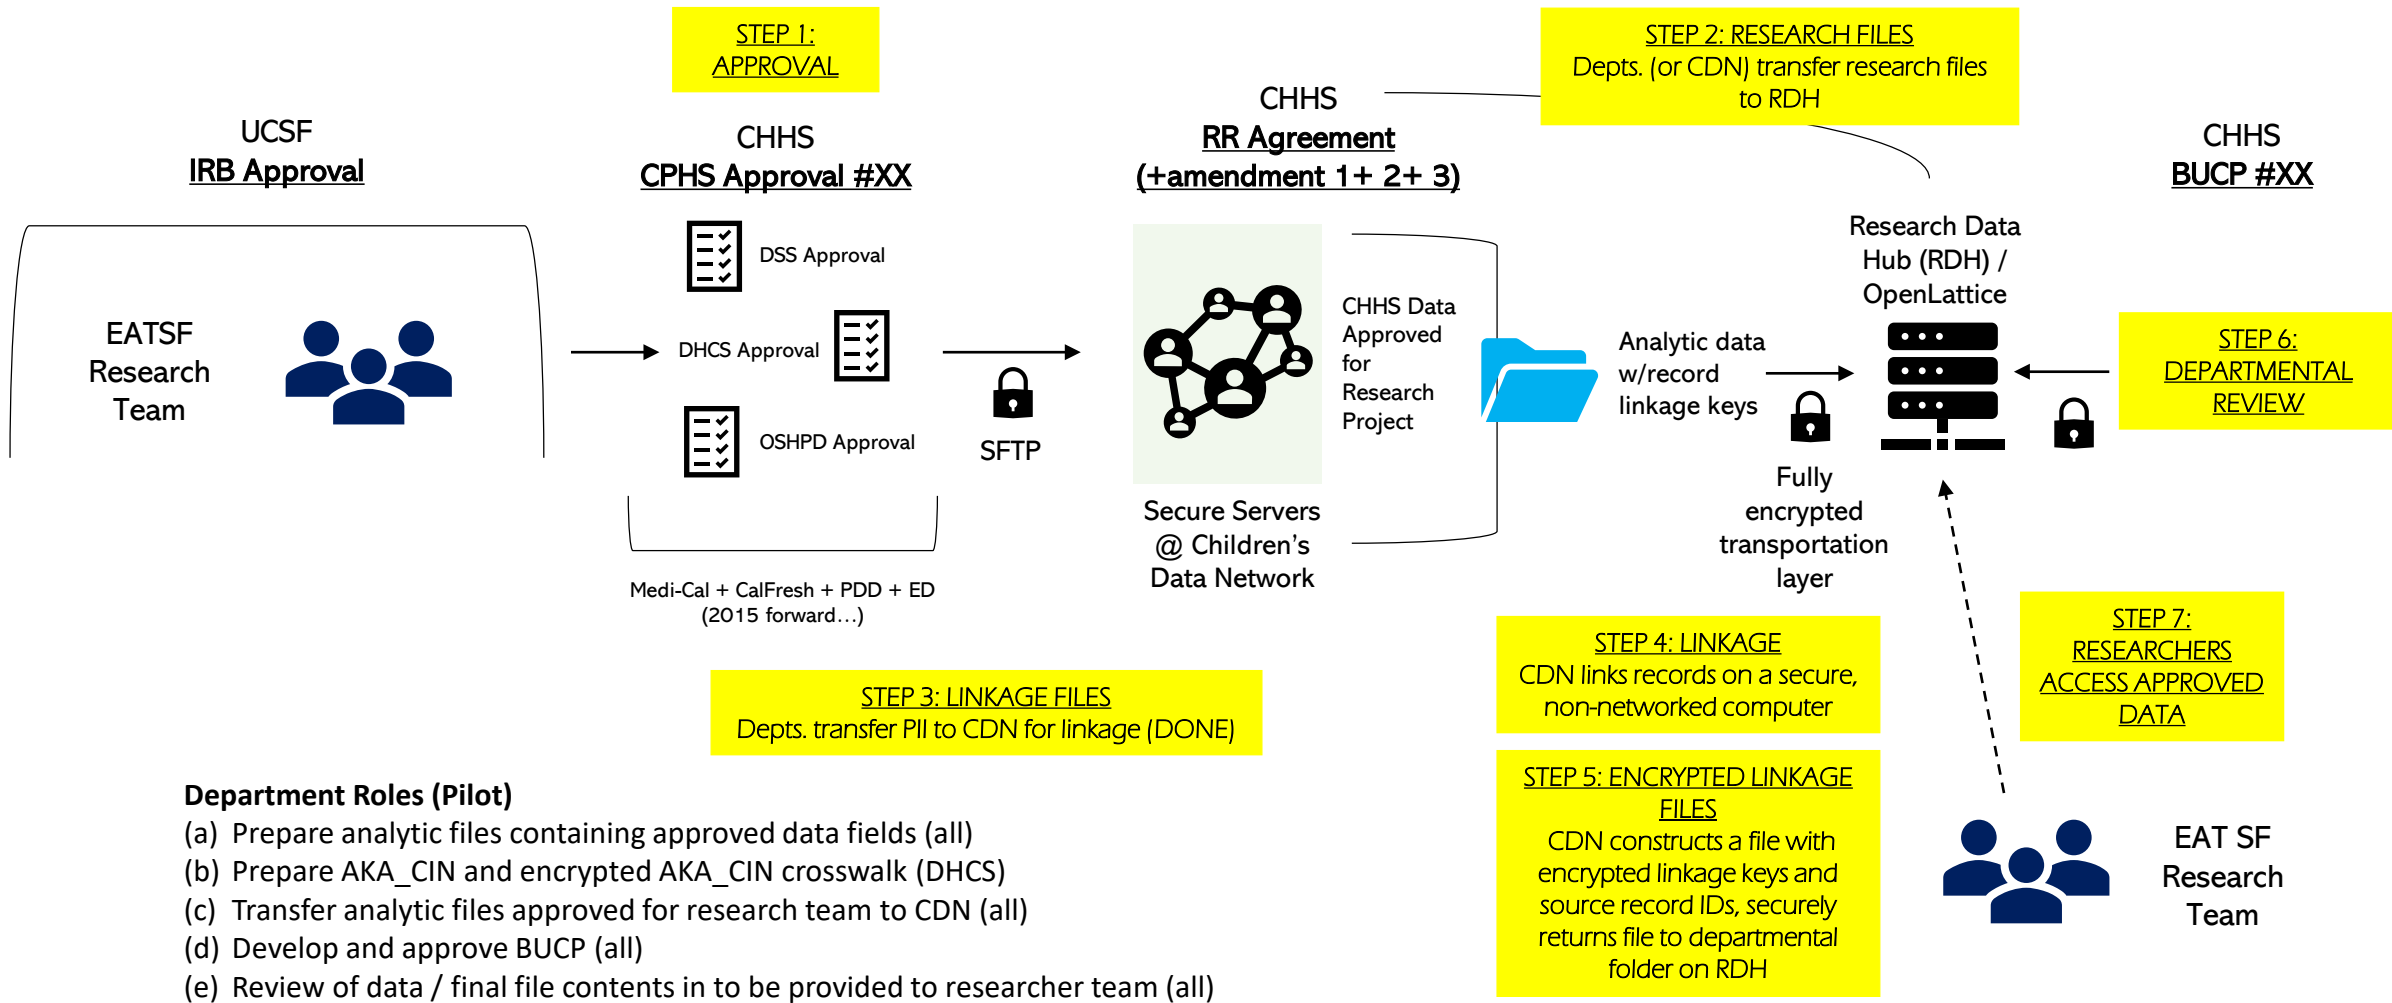 STEP 1:
APPROVAL
STEP 2: RESEARCH FILES
Depts. (or CDN) transfer research files
to RDH
UCSF
IRB Approval
CHHS
CPHS Approval #XX
CHHS
RR Agreement
(+amendment 1+ 2+ 3)
CHHS
BUCP #XX
EATSF
Research
Team
DSS Approval
DHCS Approval
OSHPD Approval
Medi-Cal + CalFresh + PDD + ED
(2015 forward...)
SFTP
Secure Servers
@ Children's
Data Network
CHHS Data
Approved
for
Research
Project
Analytic data
w/record
linkage keys
Fully
encrypted
transportation
layer
Research Data
Hub (RDH) /
OpenLattice
STEP 6:
DEPARTMENTAL
REVIEW
STEP 3: LINKAGE FILES
Depts. transfer PII to CDN for linkage (DONE)
STEP 4: LINKAGE
CDN links records on a secure,
non-networked computer
STEP 5: ENCRYPTED LINKAGE
FILES
CDN constructs a file with
encrypted linkage keys and
source record IDs, securely
returns file to departmental
folder on RDH
STEP 7:
RESEARCHERS
ACCESS APPROVED
DATA
EAT SF
Research
Team
Department Roles (Pilot)
(a) Prepare analytic files containing approved data fields (all)
(b) Prepare AKA_CIN and encrypted AKA_CIN crosswalk (DHCS)
(c) Transfer analytic files approved for research team to CDN (all)
(d) Develop and approve BUCP (all)
(e) Review of data / final file contents in to be provided to researcher team (all)